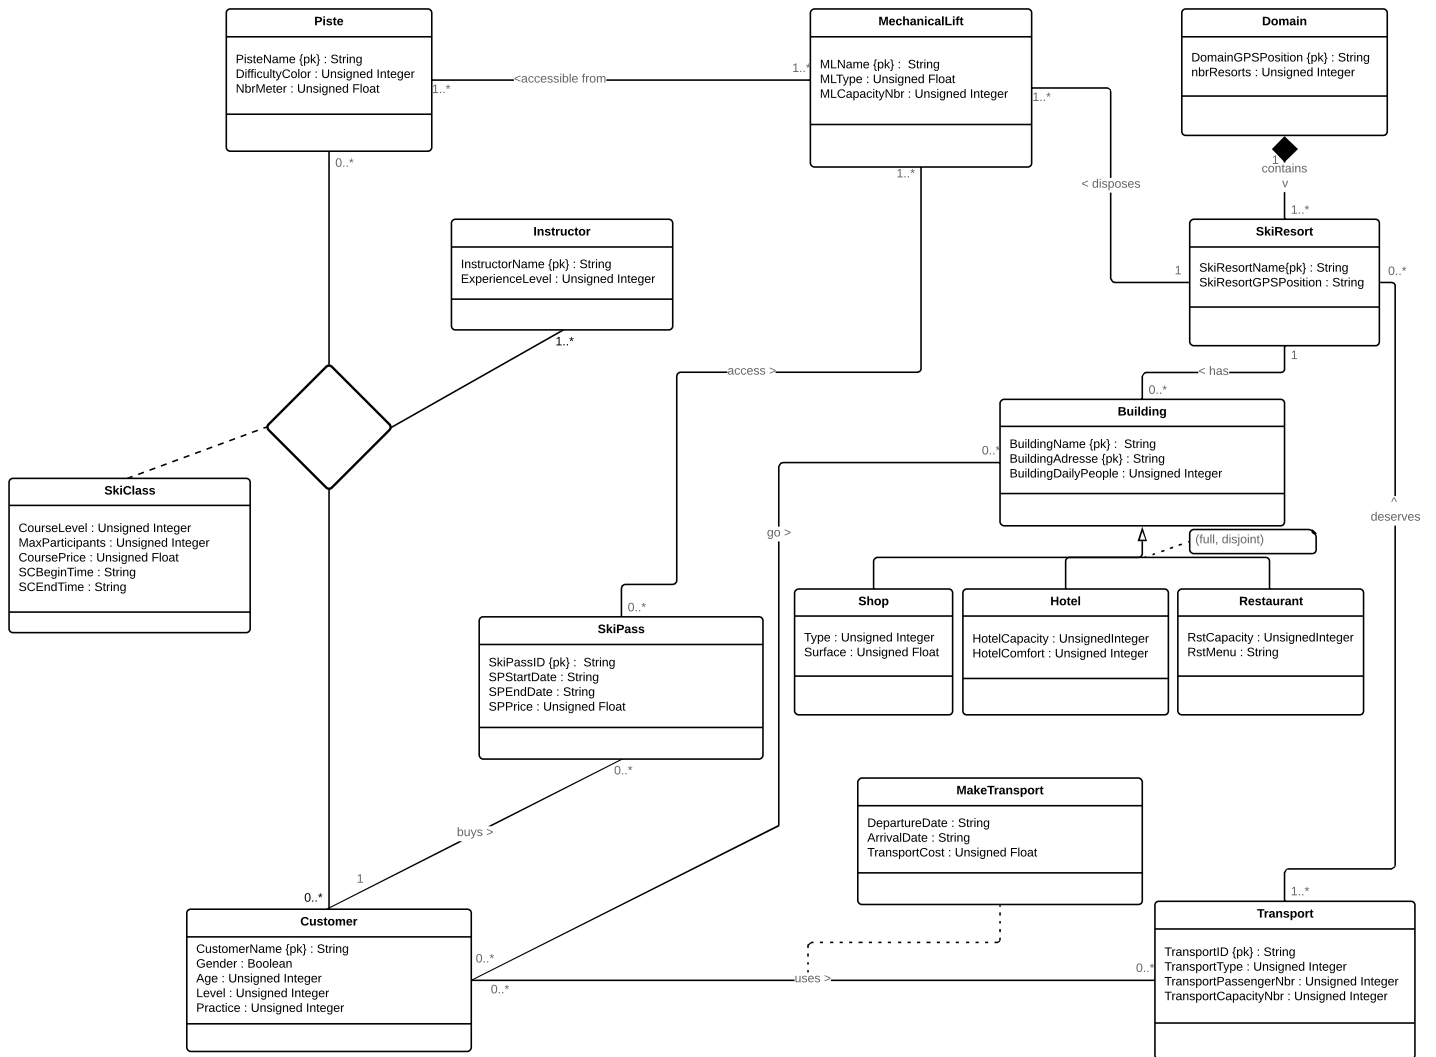 Piste
PisteName {pk} : String
DifficultyColor : Unsigned Integer
NbrMeter : Unsigned Float
1..*
<accessible from
1..*
MechanicalLift
MLName {pk} :  String
MLType : Unsigned Float
MLCapacityNbr : Unsigned Integer
1..*
Domain
DomainGPSPosition {pk} : String
nbrResorts : Unsigned Integer
1
contains
v
1..*
0..*
1..*
< disposes
Instructor
InstructorName {pk} : String
ExperienceLevel : Unsigned Integer
1..*
SkiResort
SkiResortName{pk} : String
SkiResortGPSPosition : String
1
0..*
1
< has
0..*
access >
Building
BuildingName {pk} :  String
BuildingAdresse {pk} : String
BuildingDailyPeople : Unsigned Integer
0..*
go >
^
deserves
(full, disjoint)
SkiClass
CourseLevel : Unsigned Integer
MaxParticipants : Unsigned Integer
CoursePrice : Unsigned Float
SCBeginTime : String
SCEndTime : String
0..*
SkiPass
SkiPassID {pk} :  String
SPStartDate : String
SPEndDate : String
SPPrice : Unsigned Float
0..*
Shop
Type : Unsigned Integer
Surface : Unsigned Float
Hotel
HotelCapacity : UnsignedInteger
HotelComfort : Unsigned Integer
Restaurant
RstCapacity : UnsignedInteger
RstMenu : String
buys >
1
0..*
MakeTransport
DepartureDate : String
ArrivalDate : String
TransportCost : Unsigned Float
Customer
CustomerName {pk} : String
Gender : Boolean
Age : Unsigned Integer
Level : Unsigned Integer
Practice : Unsigned Integer
0..*
0..*
uses >
0..*
1..*
Transport
TransportID {pk} : String
TransportType : Unsigned Integer
TransportPassengerNbr : Unsigned Integer
TransportCapacityNbr : Unsigned Integer